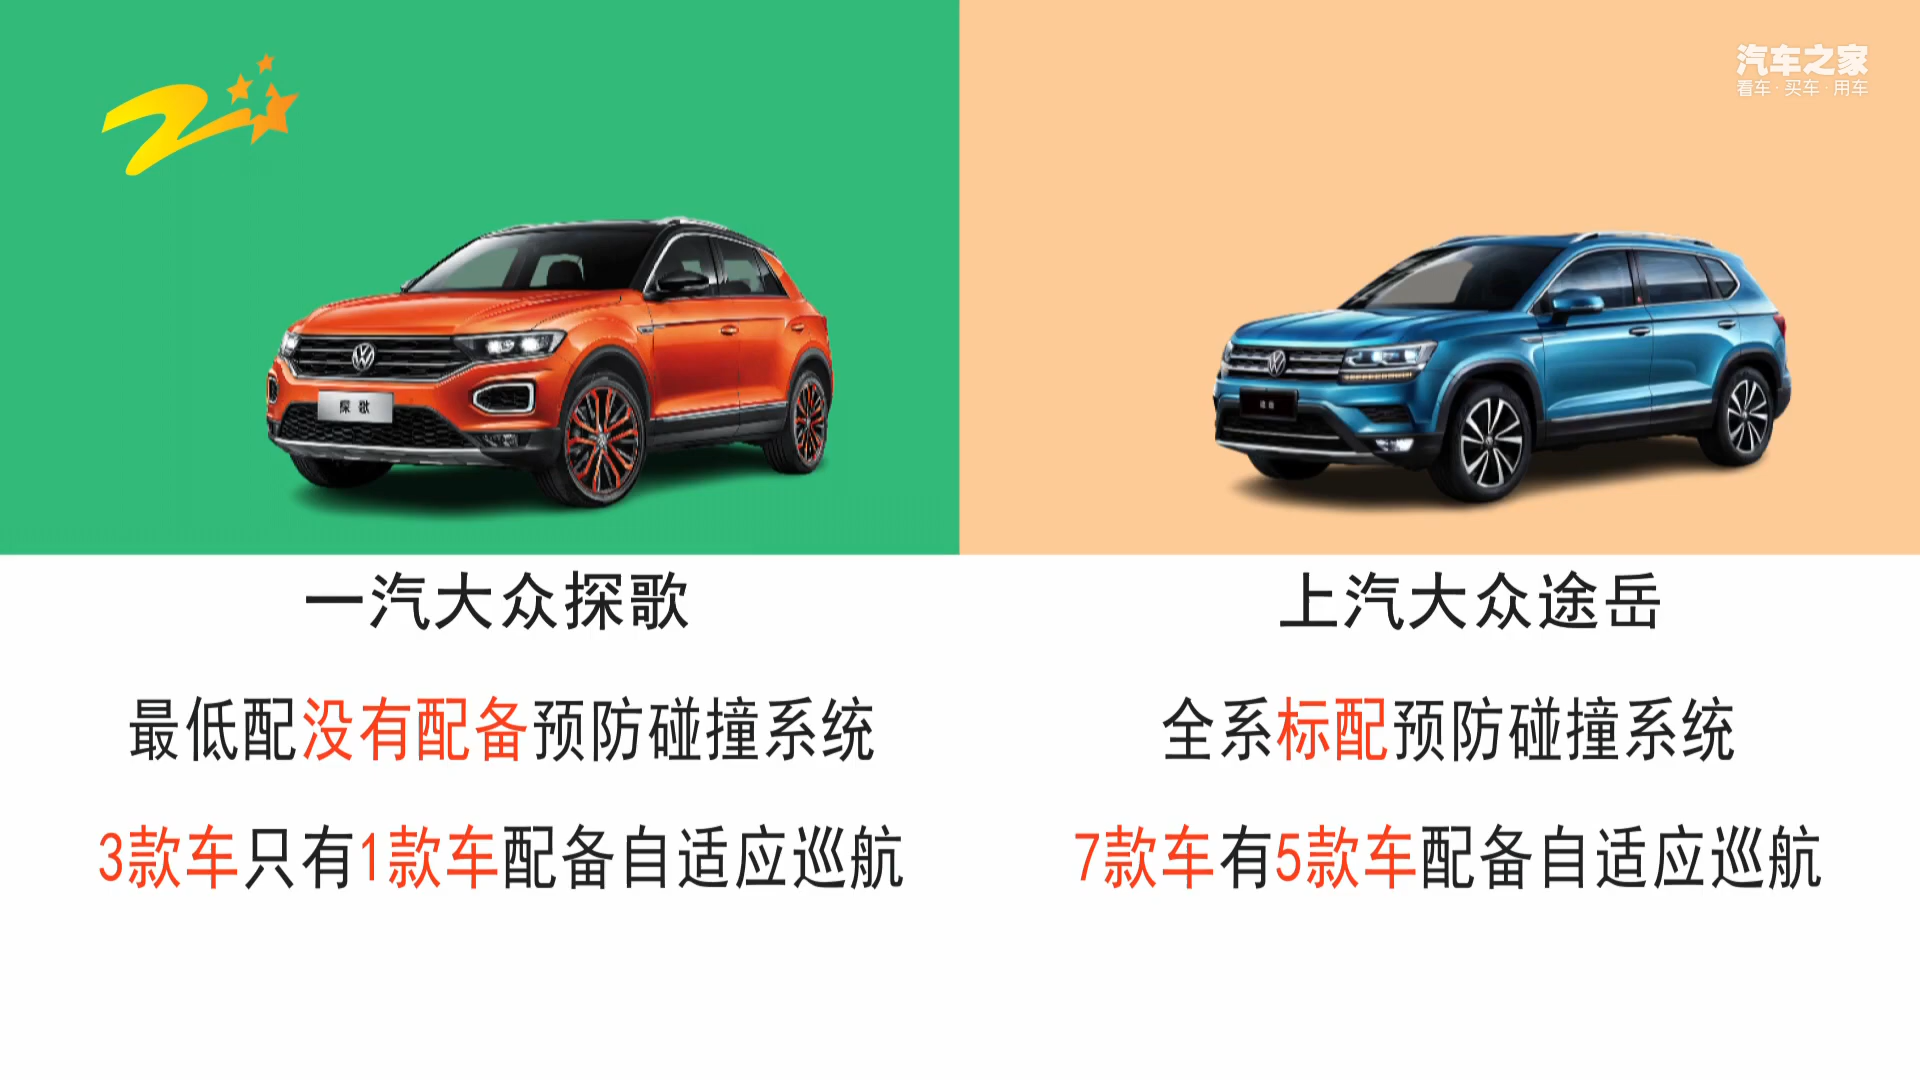 汽车之家
看车·买车·用车
探歌
一汽大众探歌
上汽大众途岳
最低配没有配备预防碰撞系统
全系标配预防碰撞系统
3款车只有1款车配备自适应巡航
7款车有5款车配备自适应巡航